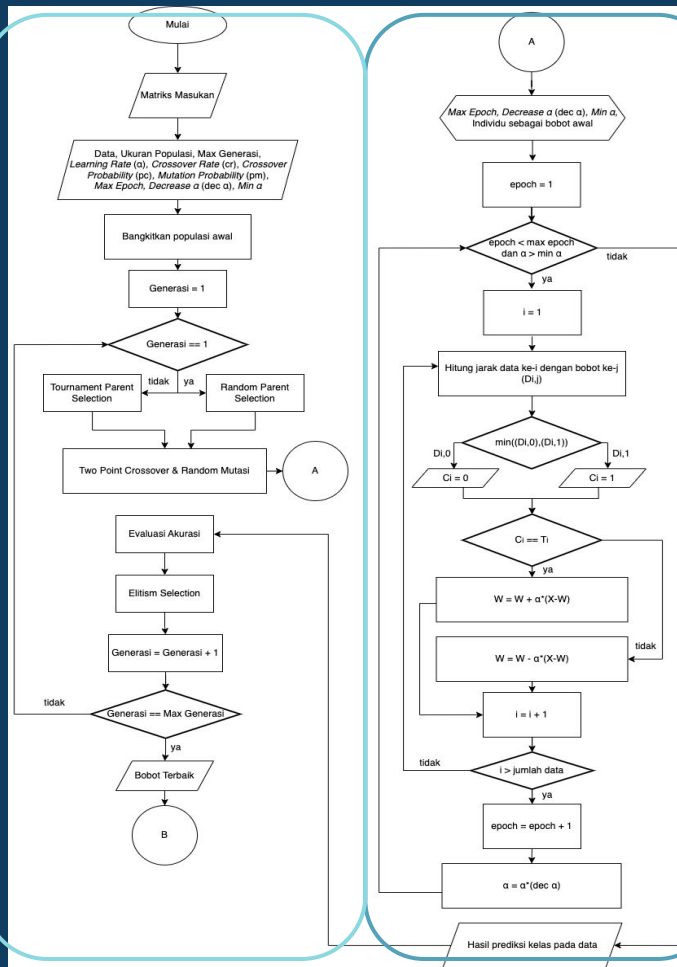 Mulai
Matriks Masukan
Data, Ukuran Populasi, Max Generasi,
Learning Rate (α), Crossover Rate (cr), Crossover
Probability (pc), Mutation Probability (pm),
Max Epoch, Decrease α (dec α), Min α
Bangkitkan populasi awal
Generasi = 1
Generasi == 1
tidak
ya
Tournament Parent
Selection
Random Parent
Selection
Two Point Crossover & Random Mutasi
A
Evaluasi Akurasi
Elitism Selection
Generasi = Generasi + 1
tidak
Generasi == Max Generasi
ya
Bobot Terbaik
B
A
Max Epoch, Decrease α (dec α), Min α,
Individu sebagai bobot awal
epoch = 1
epoch < max epoch
dan α > min α
tidak
ya
i = 1
Hitung jarak data ke-i dengan bobot ke-j
(Di,j)
min((Di,0),(Di,1))
Di,0
Di,1
Ci = 0
Ci = 1
Ci == Ti
ya
W = W + α*(X-W)
tidak
W = W - α*(X-W)
i = i + 1
tidak
i > jumlah data
ya
epoch = epoch + 1
α = α*(dec α)
Hasil prediksi kelas pada data